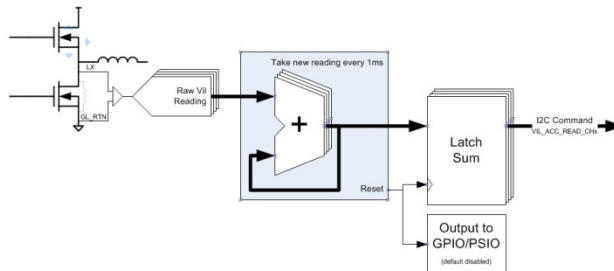 Take new reading every 1ms
LX
Raw Vil
Reading
GL_RTN
+
Latch
Sum
I2C Command
VIL_ACC_READ_CHx
Reset
Output to
GPIO/PSIO
(default disabled)